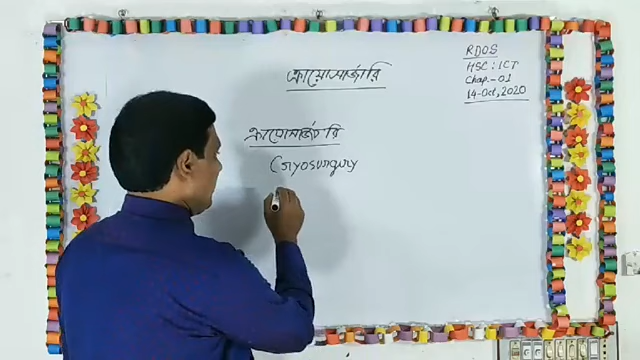 ক্রায়োসার্জারি
RDOS
HSC : ICT
Chap.-01
14-Oct, 2020
ক্রায়োসার্জারি
Cryosurgery